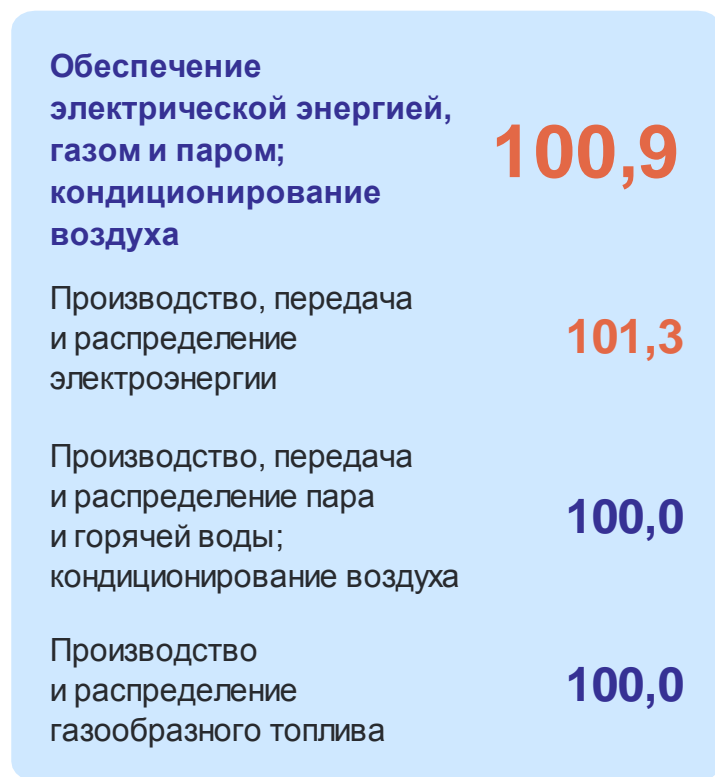 Обеспечение
электрической энергией,
газом и паром;
кондиционирование
воздуха
100,9
Производство, передача
и распределение
электроэнергии
101,3
Производство, передача
и распределение пара
и горячей воды;
кондиционирование воздуха
100,0
Производство
и распределение
газообразного топлива
100,0